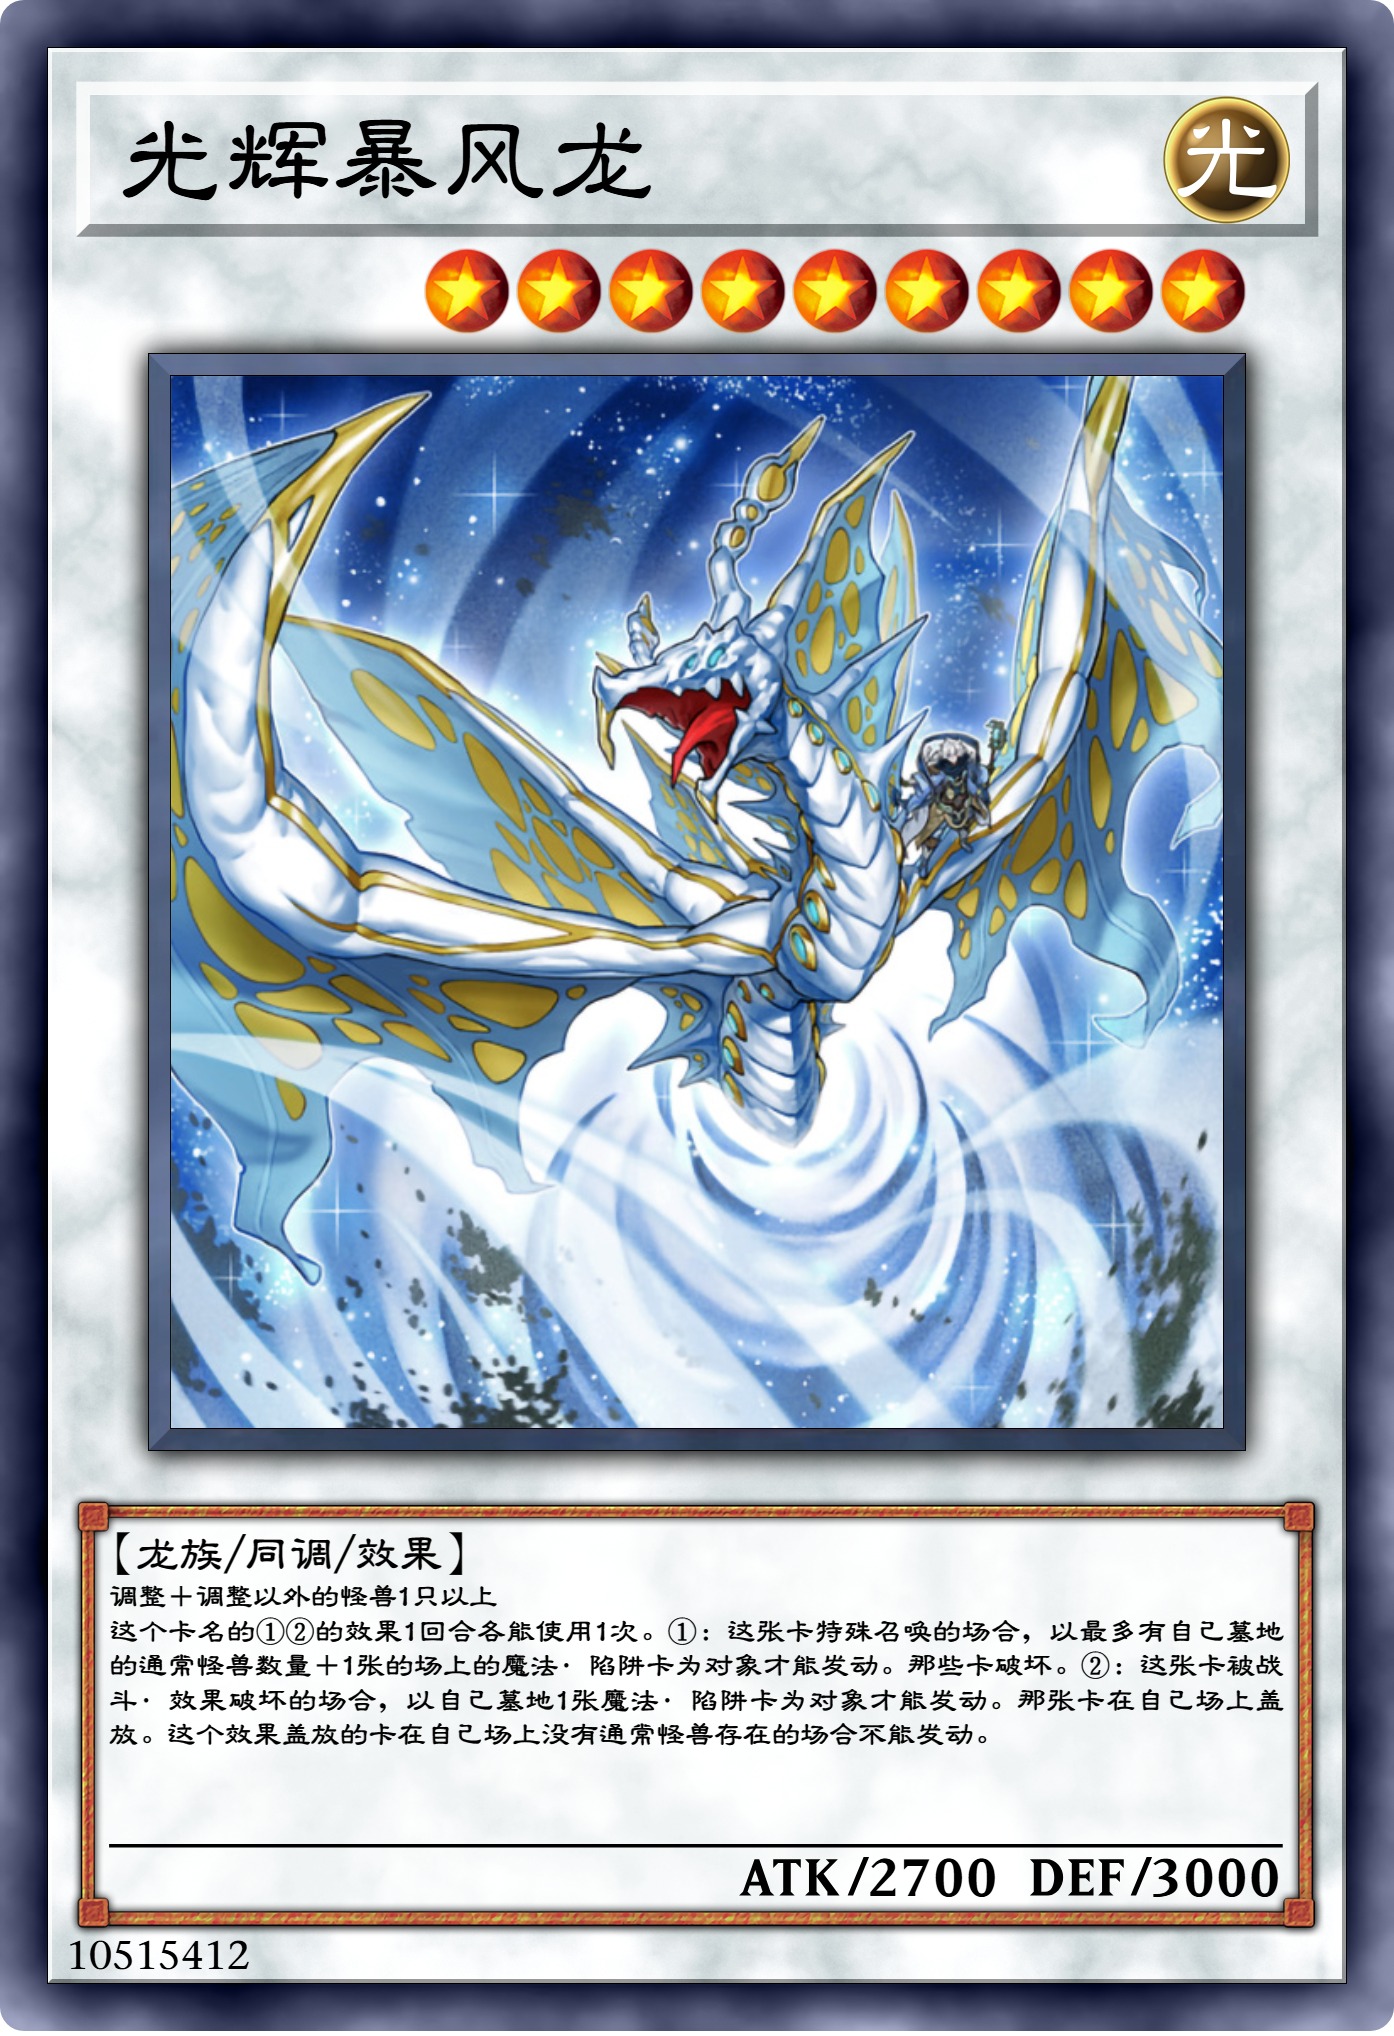 光辉暴风龙
光
【龙族/同调/效果】
调整＋调整以外的怪兽1只以上
这个卡名的①②的效果1回合各能使用1次。①：这张卡特殊召唤的场合，以最多有自己墓地
的通常怪兽数量＋1张的场上的魔法·陷阱卡为对象才能发动。那些卡破坏。②：这张卡被战
斗·效果破坏的场合，以自己墓地1张魔法·陷阱卡为对象才能发动。那张卡在自己场上盖
放。这个效果盖放的卡在自己场上没有通常怪兽存在的场合不能发动。
ATK/2700 DEF/3000
10515412